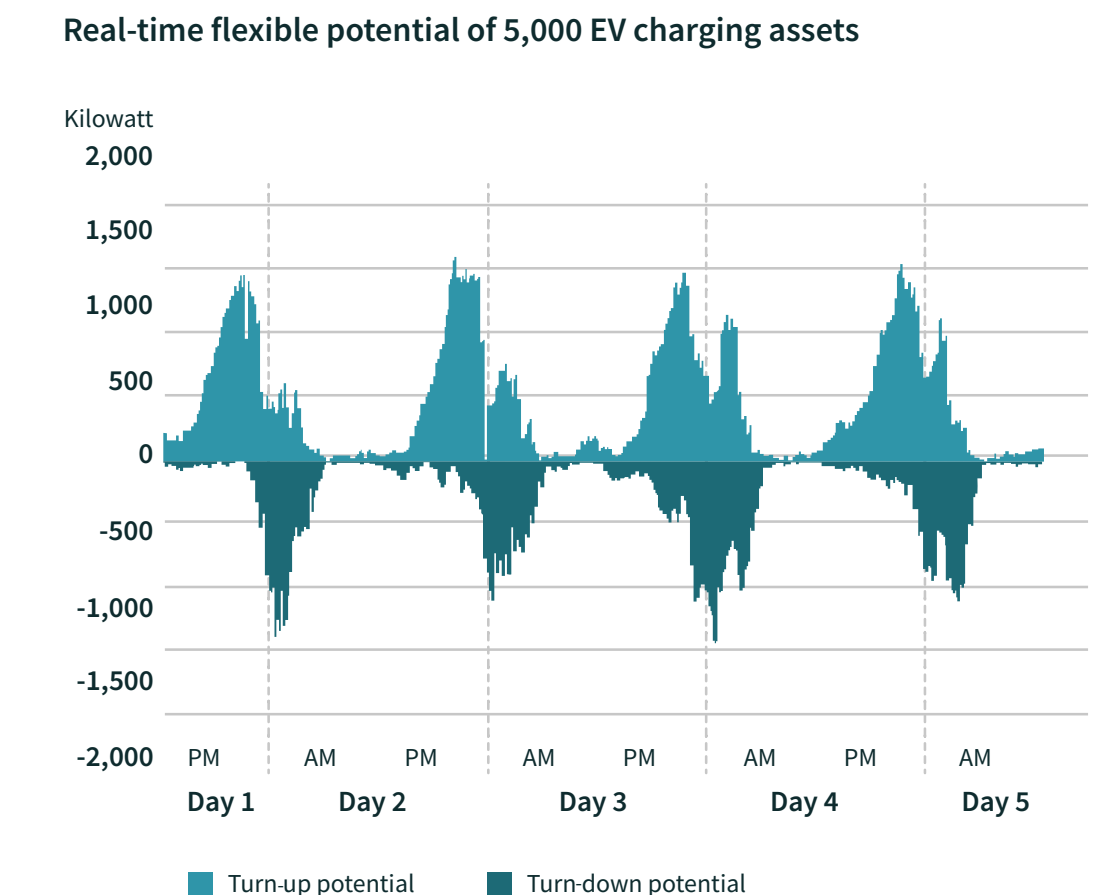 Real-time flexible potential of 5,000 EV charging assets
Kilowatt
2,000
1,500
1,000
500
0
-500
-1,000
-1,500
-2,000
PM AM PM AM PM AM PM AM
Day 1 Day 2 Day 3 Day 4 Day 5
Turn-up potential Turn-down potential